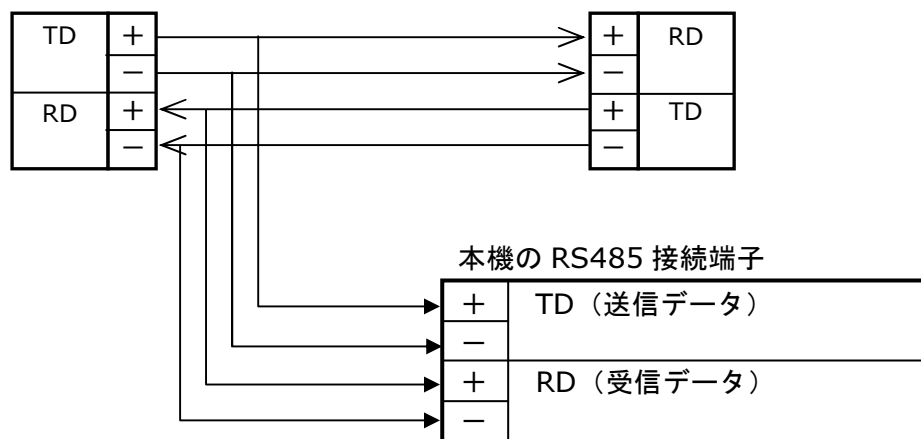 TD + + RD
− −
RD + + TD
− −
本機の RS485 接続端子
+ TD（送信データ）
−
+ RD（受信データ）
−